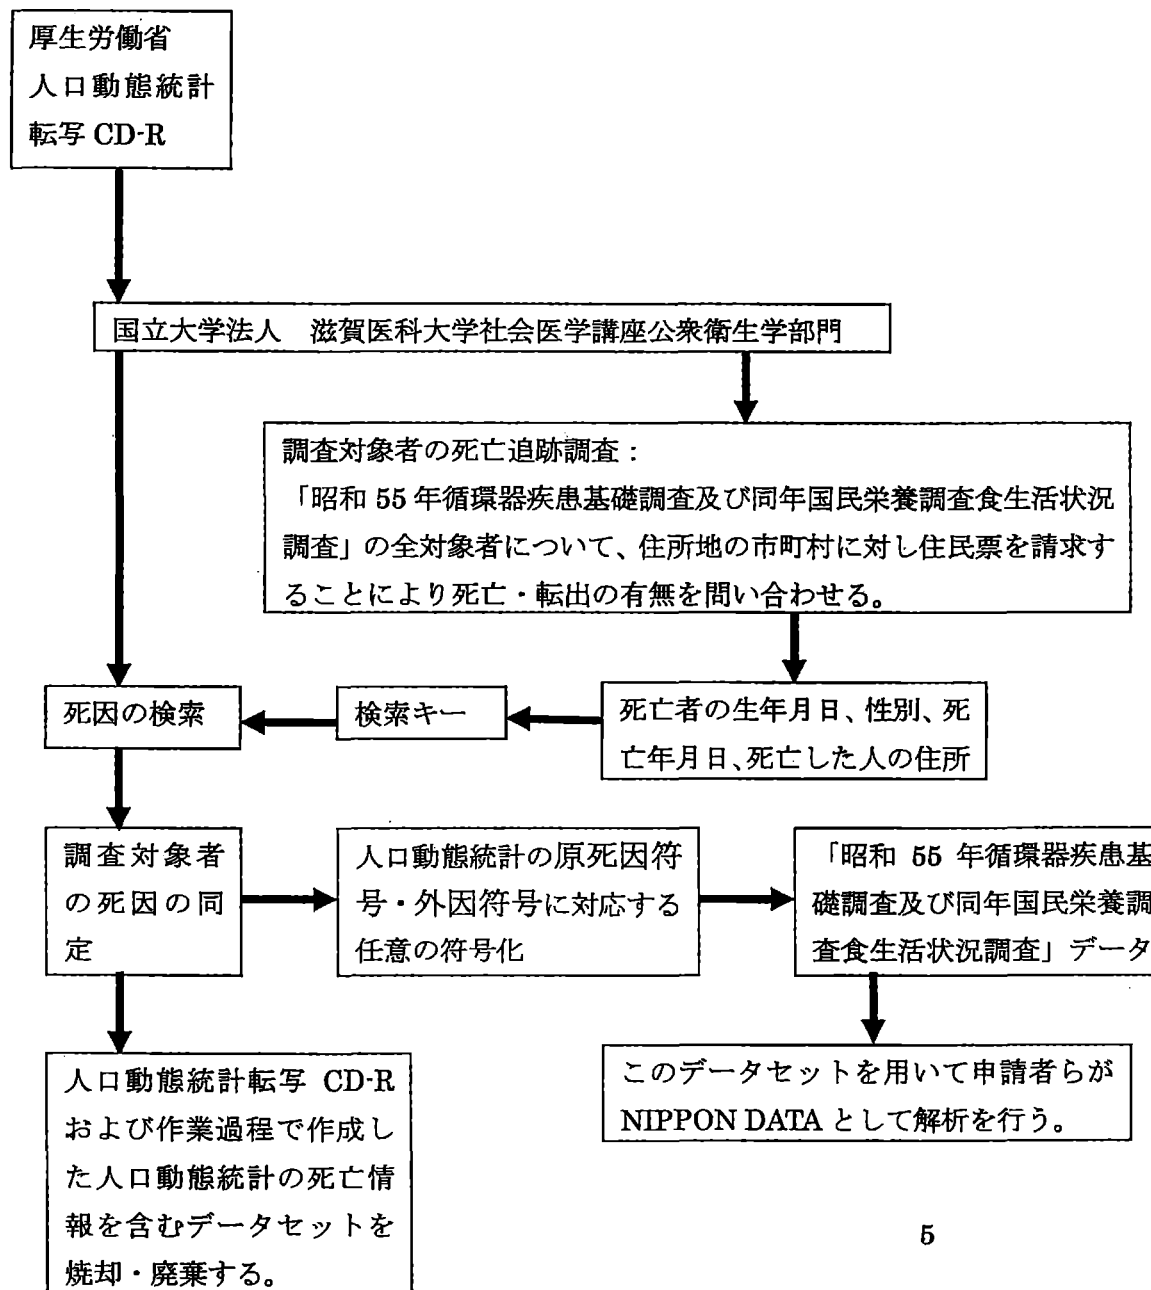 厚生労働省
人口動態統計
転写 CD-R
国立大学法人　滋賀医科大学社会医学講座公衆衛生学部門
調査対象者の死亡追跡調査：
「昭和 55 年循環器疾患基礎調査及び同年国民栄養調査食生活状況
調査」の全対象者について、住所地の市町村に対し住民票を請求す
ることにより死亡・転出の有無を問い合わせる。
死因の検索
検索キー
死亡者の生年月日、性別、死
亡年月日、死亡した人の住所
調査対象者
の死因の同
定
人口動態統計の原死因符
号・外因符号に対応する
任意の符号化
「昭和 55 年循環器疾患基
礎調査及び同年国民栄養調
査食生活状況調査」データ
人口動態統計転写 CD-R
および作業過程で作成し
た人口動態統計の死亡情
報を含むデータセットを
焼却・廃棄する。
このデータセットを用いて申請者らが
NIPPON DATA として解析を行う。
5